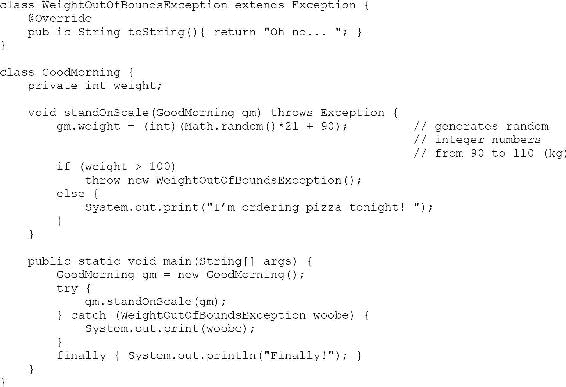 class WeightOutOfBoundsException extends Exception {
    @Override
    public String toString(){ return "Oh no... "; }
}

class GoodMorning {
    private int weight;

    void standOnScale(GoodMorning gm) throws Exception {
        gm.weight = (int)(Math.random()*21 + 90);          // generates random
                                                           // integer numbers
                                                           // from 90 to 110 (kg)
        if (weight > 100)
            throw new WeightOutOfBoundsException();
        else {
            System.out.print("I'm ordering pizza tonight! ");
        }
    }

    public static void main(String[] args) {
        GoodMorning gm = new GoodMorning();
        try {
            gm.standOnScale(gm);
        } catch (WeightOutOfBoundsException woobe) {
            System.out.print(woobe);
        }
        finally { System.out.println("Finally!"); }
    }
}